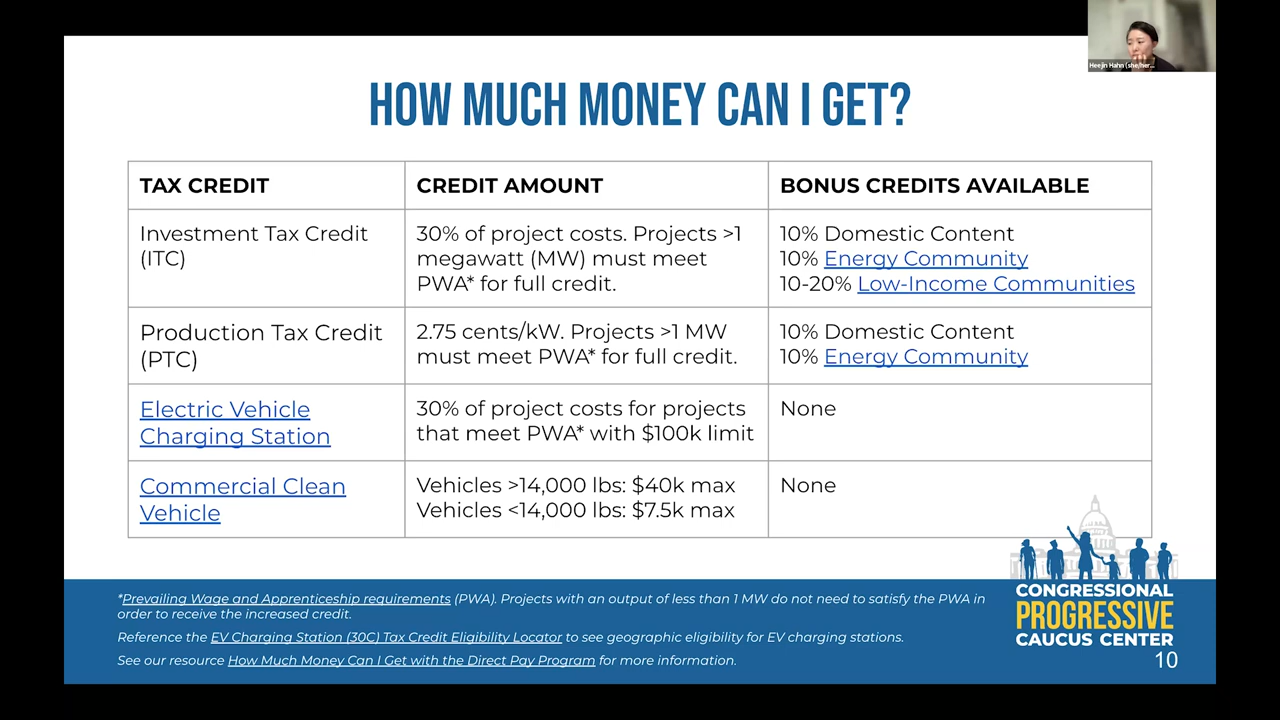 Heejin Hahn (she/her...
HOW MUCH MONEY CAN I GET?
TAX CREDIT
CREDIT AMOUNT
BONUS CREDITS AVAILABLE
Investment Tax Credit
(ITC)
30% of project costs. Projects >1
megawatt (MW) must meet
PWA* for full credit.
10% Domestic Content
10% Energy Community
10-20% Low-Income Communities
Production Tax Credit
(PTC)
2.75 cents/kW. Projects >1 MW
must meet PWA* for full credit.
10% Domestic Content
10% Energy Community
Electric Vehicle
Charging Station
30% of project costs for projects
that meet PWA* with $100k limit
None
Commercial Clean
Vehicle
Vehicles >14,000 lbs: $40k max
Vehicles <14,000 lbs: $7.5k max
None
*Prevailing Wage and Apprenticeship requirements (PWA). Projects with an output of less than 1 MW do not need to satisfy the PWA in
order to receive the increased credit.
Reference the EV Charging Station (30C) Tax Credit Eligibility Locator to see geographic eligibility for EV charging stations.
See our resource How Much Money Can I Get with the Direct Pay Program for more information.
CONGRESSIONAL
PROGRESSIVE
CAUCUS CENTER
10